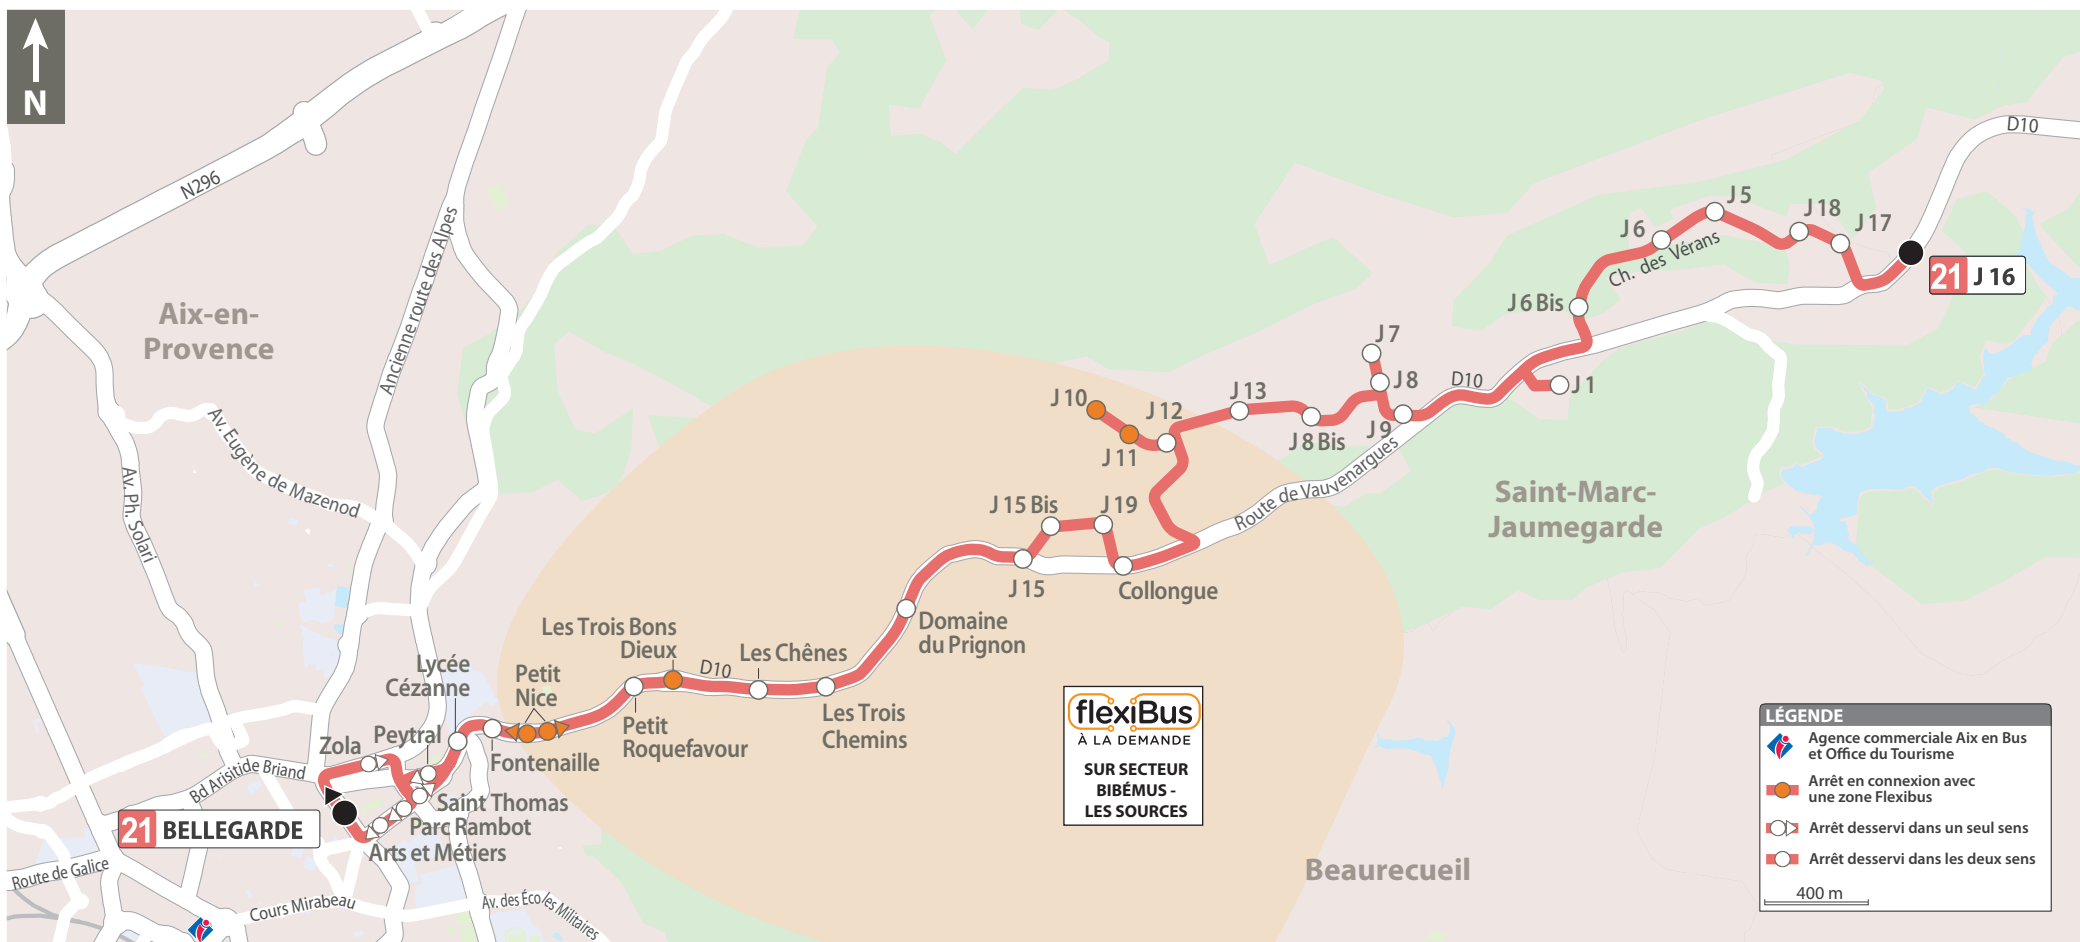 N
N296
Ancienne route des Alpes
D10
Aix-en-
Provence
Av. Eugène de Mazenod
Av. Ph. Solari
J 5
J 18
J 17
J 6
Ch. des Vérans
21 J 16
J 6 Bis
J 7
J 8
D10
J 1
J 10
J 12
J 13
J 11
J 8 Bis
J 9
Route de Vauvenargues
Saint-Marc-
Jaumegarde
J 15 Bis
J 19
J 15
Collongue
Domaine
du Prignon
Les Trois Bons
Dieux
D10
Les Chênes
Lycée
Cézanne
Petit
Nice
Petit
Roquefavour
Les Trois
Chemins
Zola
Peytral
Fontenaille
Bd Arisitide Briand
Saint Thomas
Parc Rambot
Arts et Métiers
21 BELLEGARDE
Route de Galice
Cours Mirabeau
Av. des Écoles Militaires
flexiBus
À LA DEMANDE
SUR SECTEUR
BIBÉMUS -
LES SOURCES
Beaurecueil
LÉGENDE
Agence commerciale Aix en Bus
et Office du Tourisme
Arrêt en connexion avec
une zone Flexibus
Arrêt desservi dans un seul sens
Arrêt desservi dans les deux sens
400 m